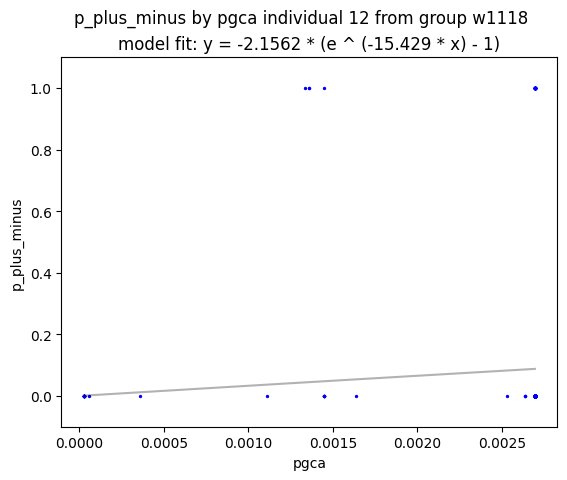 p_plus_minus by pgca individual 12 from group w1118
model fit: y = -2.1562 * (e ^ (-15.429 * x) - 1)
1.0
0.8
0.6
0.4
0.2
0.0
p_plus_minus
0.0000 0.0005 0.0010 0.0015 0.0020 0.0025
pgca